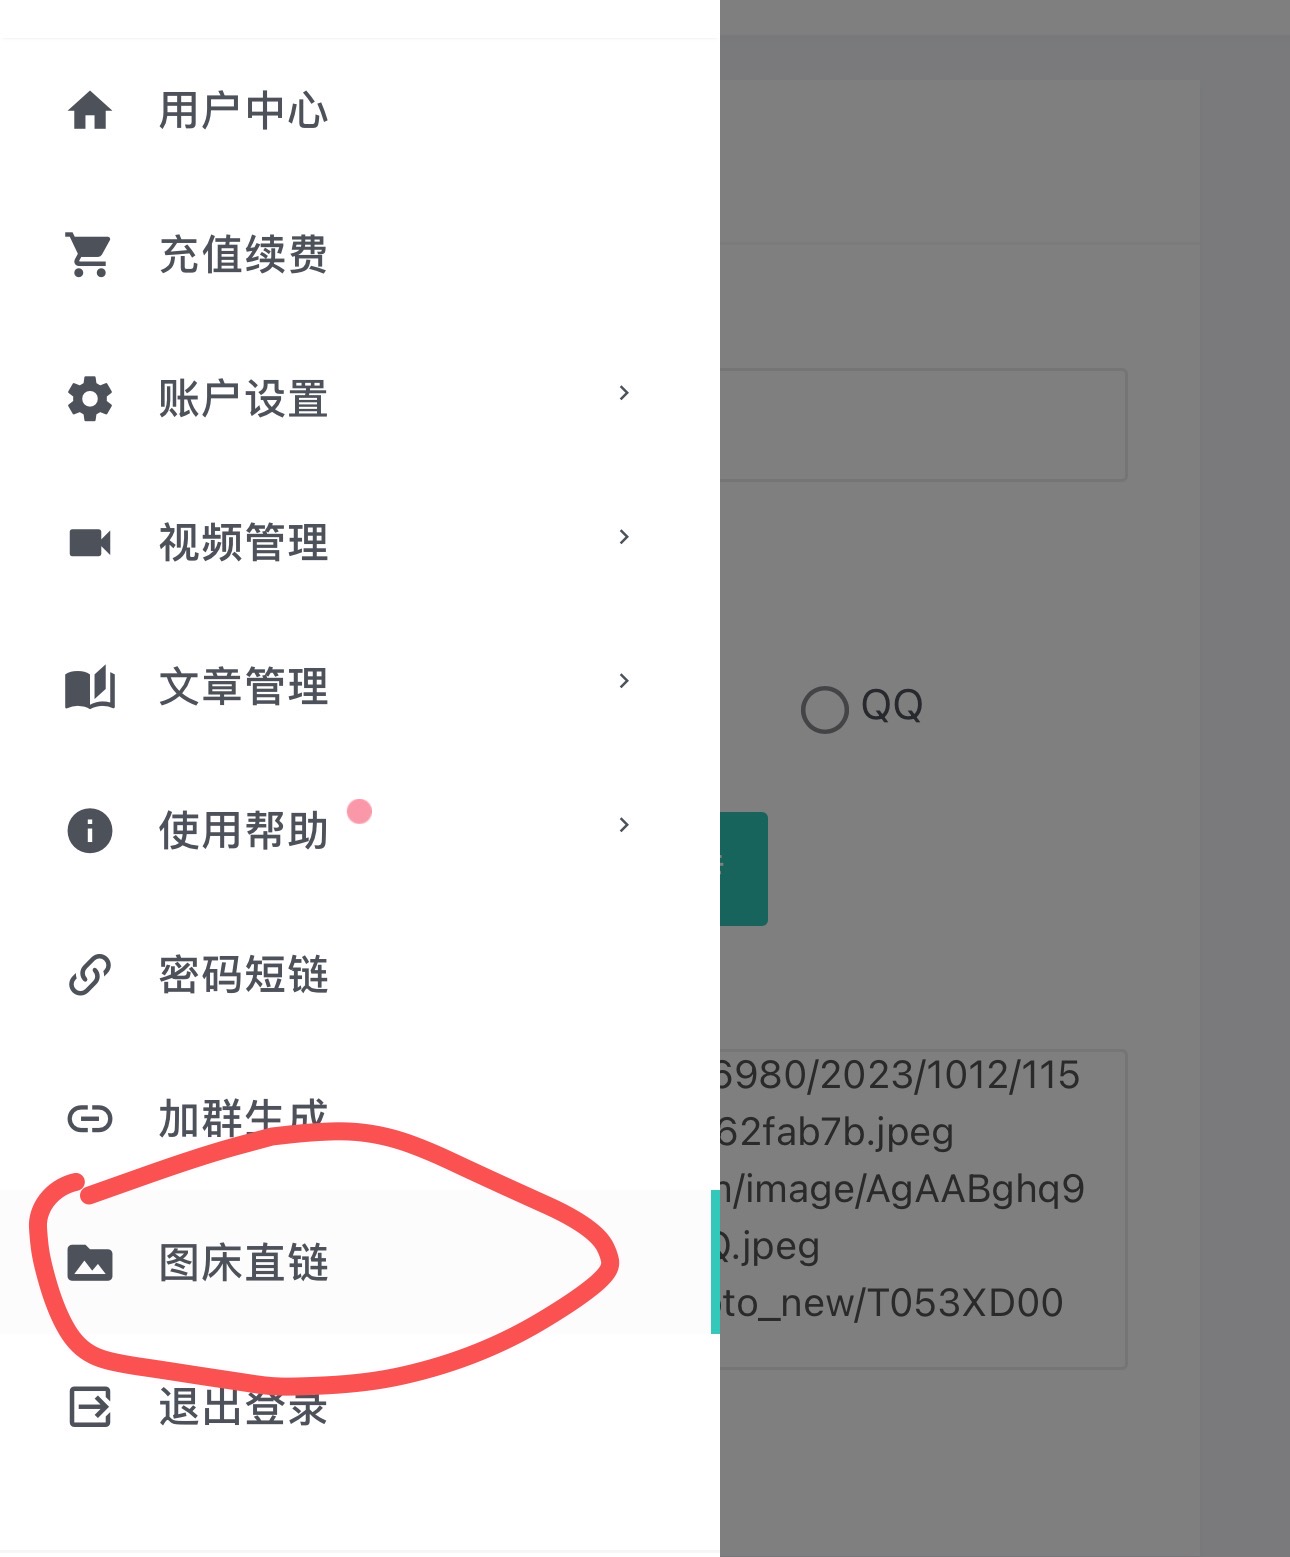 用户中心
充值续费
账户设置
视频管理
文章管理
使用帮助
密码短链
加群生成
图床直链
退出登录
QQ
6980/2023/1012/115
62fab7b.jpeg
/image/AgAABghq9
Q.jpeg
to_new/T053XD00